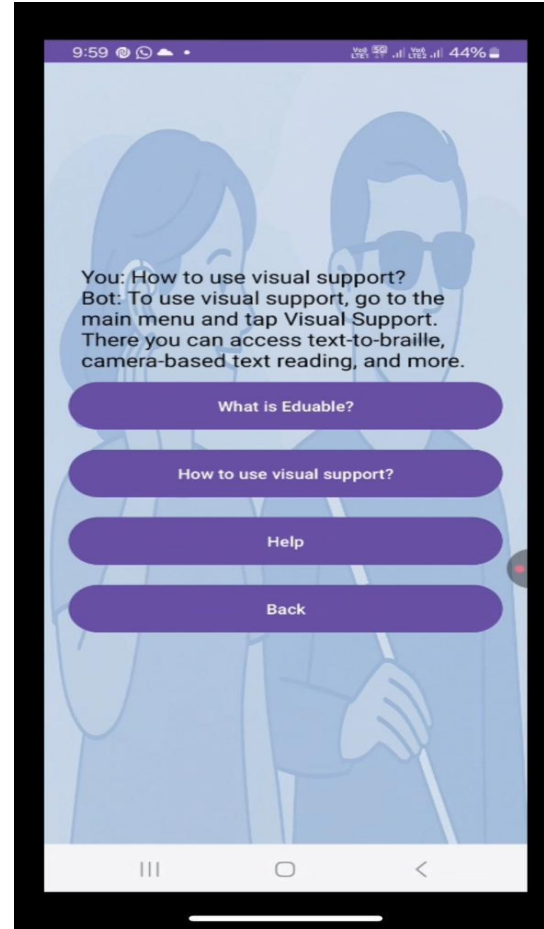 9:59 44%
You: How to use visual support?
Bot: To use visual support, go to the
main menu and tap Visual Support.
There you can access text-to-braille,
camera-based text reading, and more.
What is Eduable?
How to use visual support?
Help
Back